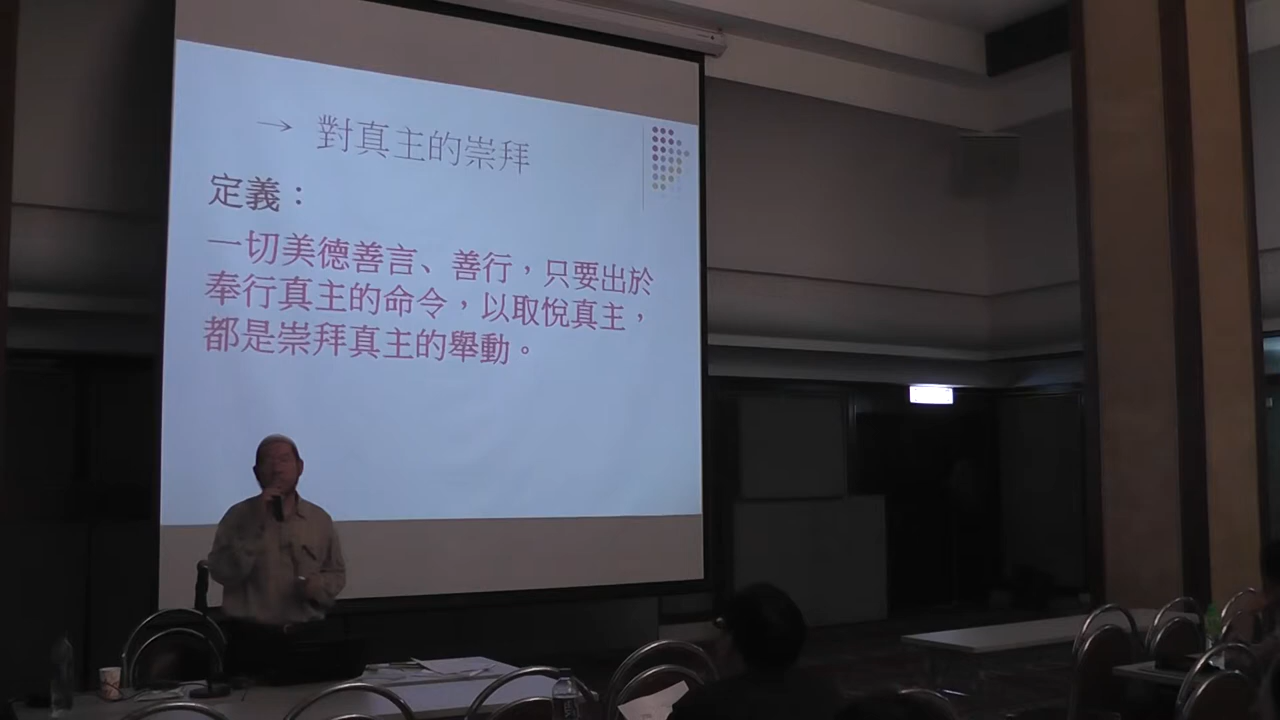 → 對真主的崇拜
定義：
一切美德善言、善行，只要出於
奉行真主的命令，以取悅真主，
都是崇拜真主的舉動。